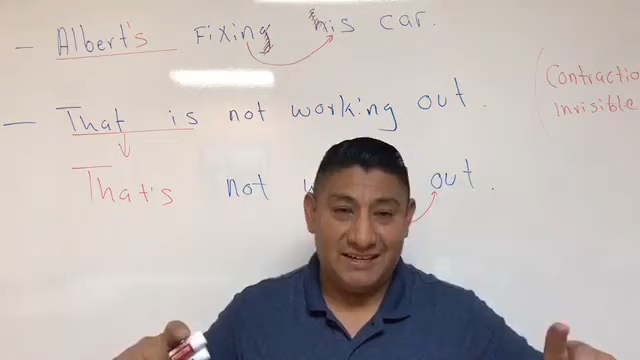 - Albert's Fixing his car.
- That is not working out.
That's not out.
Contractio
Invisible